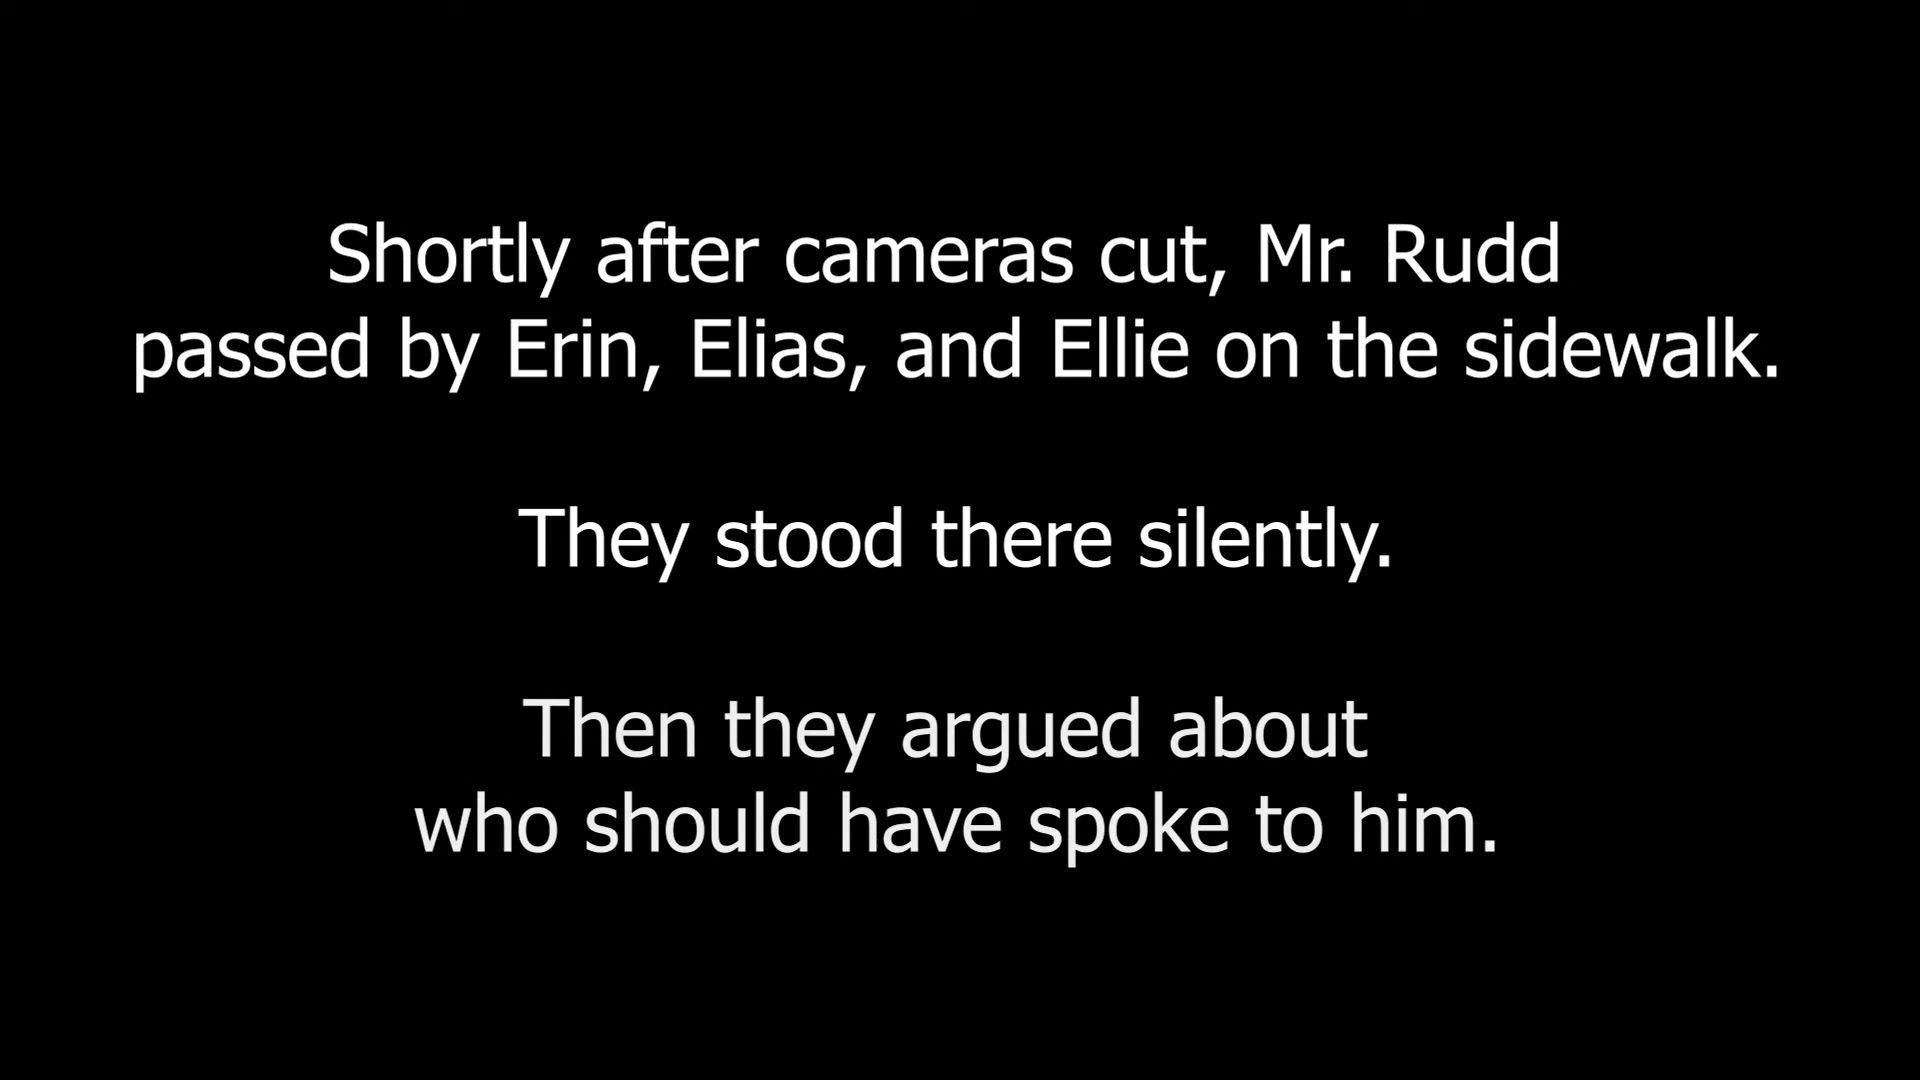 Shortly after cameras cut, Mr. Rudd
passed by Erin, Elias, and Ellie on the sidewalk.
They stood there silently.
Then they argued about
who should have spoke to him.